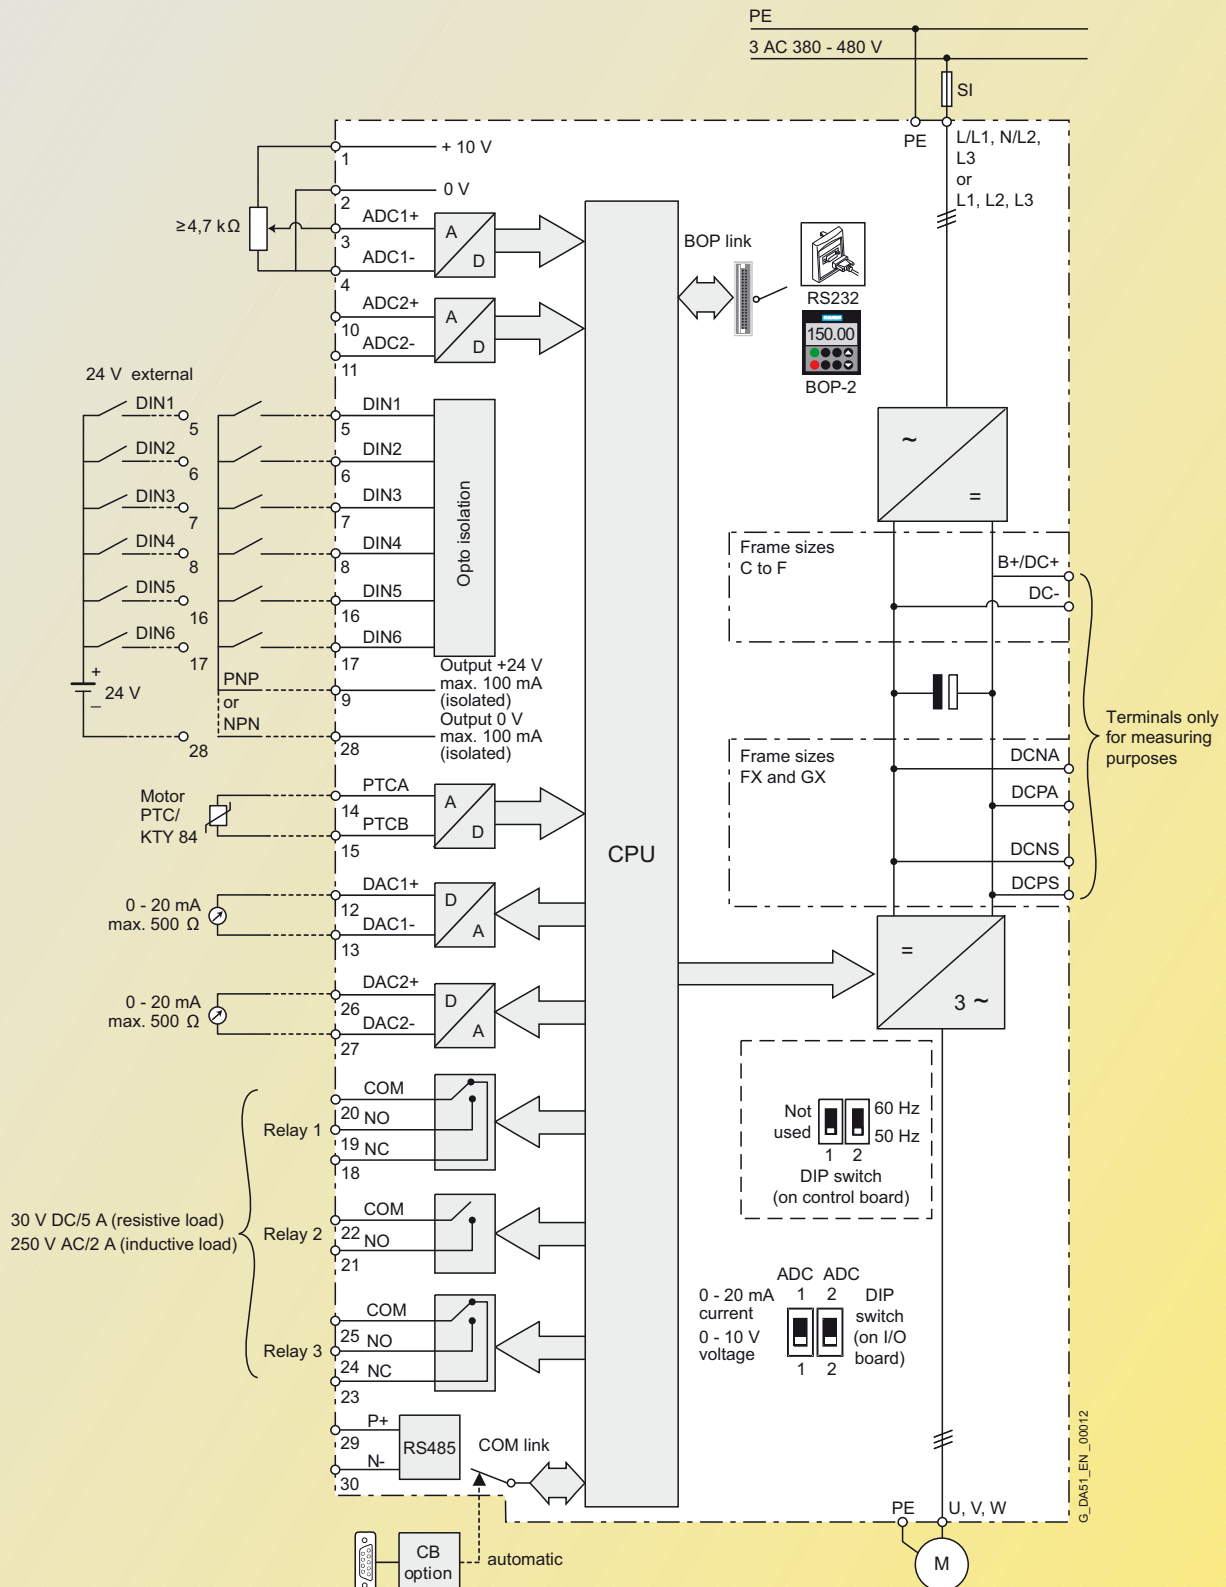 PE
3 AC 380 - 480 V
SI
PE
L/L1, N/L2,
L3
or
L1, L2, L3
1
+ 10 V
2
0 V
≥4,7 kΩ
ADC1+
3
ADC1-
4
A
D
ADC2+
10
ADC2-
11
A
D
BOP link
RS232
150.00
BOP-2
24 V external
DIN1
5
DIN2
6
DIN3
7
DIN4
8
DIN5
16
DIN6
17
+
24 V
–
28
PNP
or
NPN
DIN1
5
DIN2
6
DIN3
7
DIN4
8
DIN5
16
DIN6
17
Opto isolation
9
Output +24 V
max. 100 mA
(isolated)
28
Output 0 V
max. 100 mA
(isolated)
Motor
PTC/
KTY 84
PTCA
14
PTCB
15
A
D
CPU
0 - 20 mA
max. 500 Ω
DAC1+
12
DAC1-
13
D
A
0 - 20 mA
max. 500 Ω
DAC2+
26
DAC2-
27
D
A
30 V DC/5 A (resistive load)
250 V AC/2 A (inductive load)
Relay 1
COM
20
NO
19
NC
18
Relay 2
COM
22
NO
21
Relay 3
COM
25
NO
24
NC
23
P+
29
N-
30
RS485
COM link
CB
option
automatic
~
=
Frame sizes
C to F
B+/DC+
DC-
Frame sizes
FX and GX
DCNA
DCPA
DCNS
DCPS
Terminals only
for measuring
purposes
=
3 ~
Not
used
60 Hz
50 Hz
1 2
DIP switch
(on control board)
ADC ADC
1 2
0 - 20 mA
current
0 - 10 V
voltage
DIP
switch
(on I/O
board)
1 2
PE
U, V, W
M
G_DA51_EN_00012